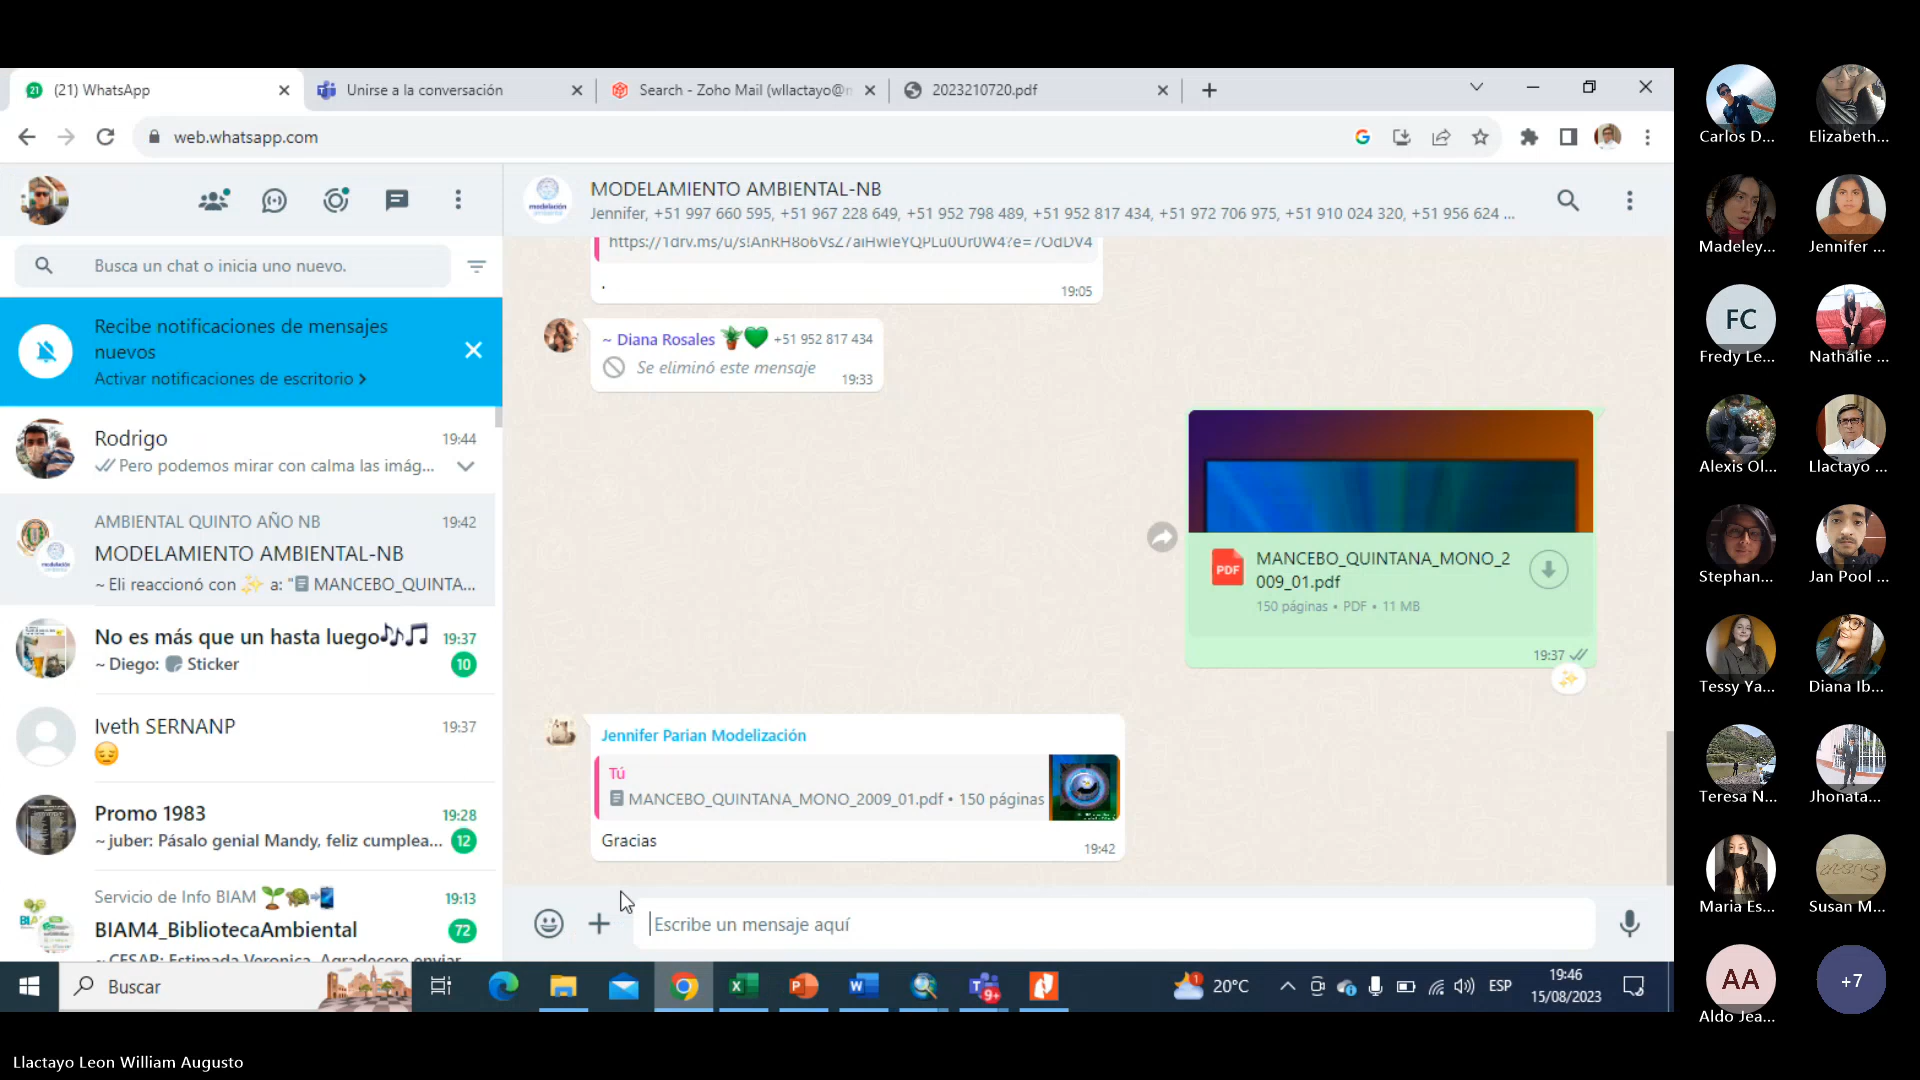 21
(21) WhatsApp
Unirse a la conversación
Search - Zoho Mail (wllactayo@m
2023210720.pdf
web.whatsapp.com
Busca un chat o inicia uno nuevo.
Recibe notificaciones de mensajes
nuevos
Activar notificaciones de escritorio >
Rodrigo
19:44
Pero podemos mirar con calma las imág...
AMBIENTAL QUINTO AÑO NB
19:42
MODELAMIENTO AMBIENTAL-NB
~ Eli reaccionó con ✨ a: "MANCEBO_QUINTA...
No es más que un hasta luego🎶🎵
19:37
~ Diego: Sticker
10
Iveth SERNANP
19:37
😔
Promo 1983
19:28
~ juber: Pásalo genial Mandy, feliz cumplea...
12
Servicio de Info BIAM 🌱🐢📲
19:13
BIAM4_BibliotecaAmbiental
72
~ CESAR: Estimada Veronica, Agradecere enviar
MODELAMIENTO AMBIENTAL-NB
Jennifer, +51 997 660 595, +51 967 228 649, +51 952 798 489, +51 952 817 434, +51 972 706 975, +51 910 024 320, +51 956 624 ...
modelación
.
19:05
~ Diana Rosales 🪴💚 +51 952 817 434
Se eliminó este mensaje
19:33
PDF
MANCEBO_QUINTANA_MONO_2
009_01.pdf
150 páginas • PDF • 11 MB
19:37
✨
Jennifer Parian Modelización
Tú
MANCEBO_QUINTANA_MONO_2009_01.pdf • 150 páginas
Gracias
19:42
Escribe un mensaje aquí
Buscar
9+
1
20°C
ESP
19:46
15/08/2023
Carlos D...
Elizabeth...
Madeley...
Jennifer ...
FC
Fredy Le...
Nathalie ...
Alexis Ol...
Llactayo ...
Stephan...
Jan Pool ...
Tessy Ya...
Diana Ib...
Teresa N...
Jhonata...
Maria Es...
Susan M...
AA
Aldo Jea...
+7
Llactayo Leon William Augusto